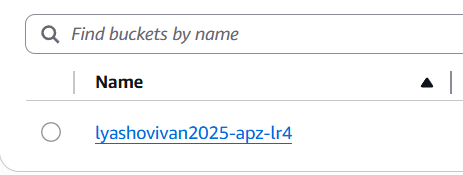 Find buckets by name
Name
lyashovivan2025-apz-lr4